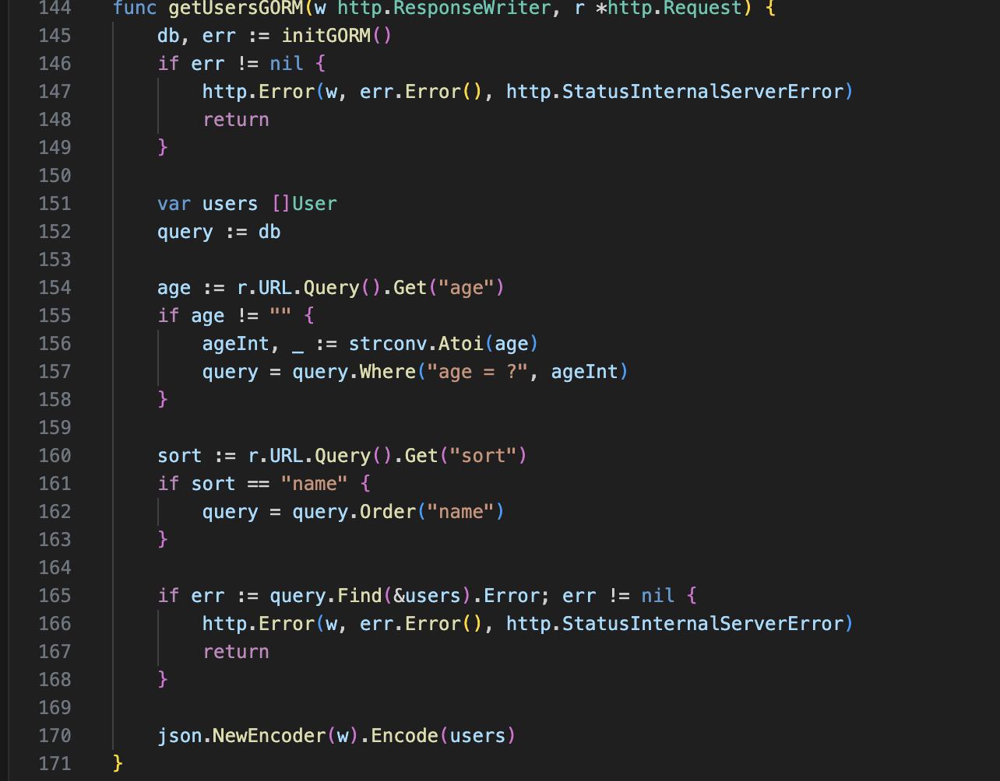 144 func getUsersGORM(w http.ResponseWriter, r *http.Request) {
145 db, err := initGORM()
146 if err != nil {
147 http.Error(w, err.Error(), http.StatusInternalServerError)
148 return
149 }
150
151 var users []User
152 query := db
153
154 age := r.URL.Query().Get("age")
155 if age != "" {
156 ageInt, _ := strconv.Atoi(age)
157 query = query.Where("age = ?", ageInt)
158 }
159
160 sort := r.URL.Query().Get("sort")
161 if sort == "name" {
162 query = query.Order("name")
163 }
164
165 if err := query.Find(&users).Error; err != nil {
166 http.Error(w, err.Error(), http.StatusInternalServerError)
167 return
168 }
169
170 json.NewEncoder(w).Encode(users)
171 }